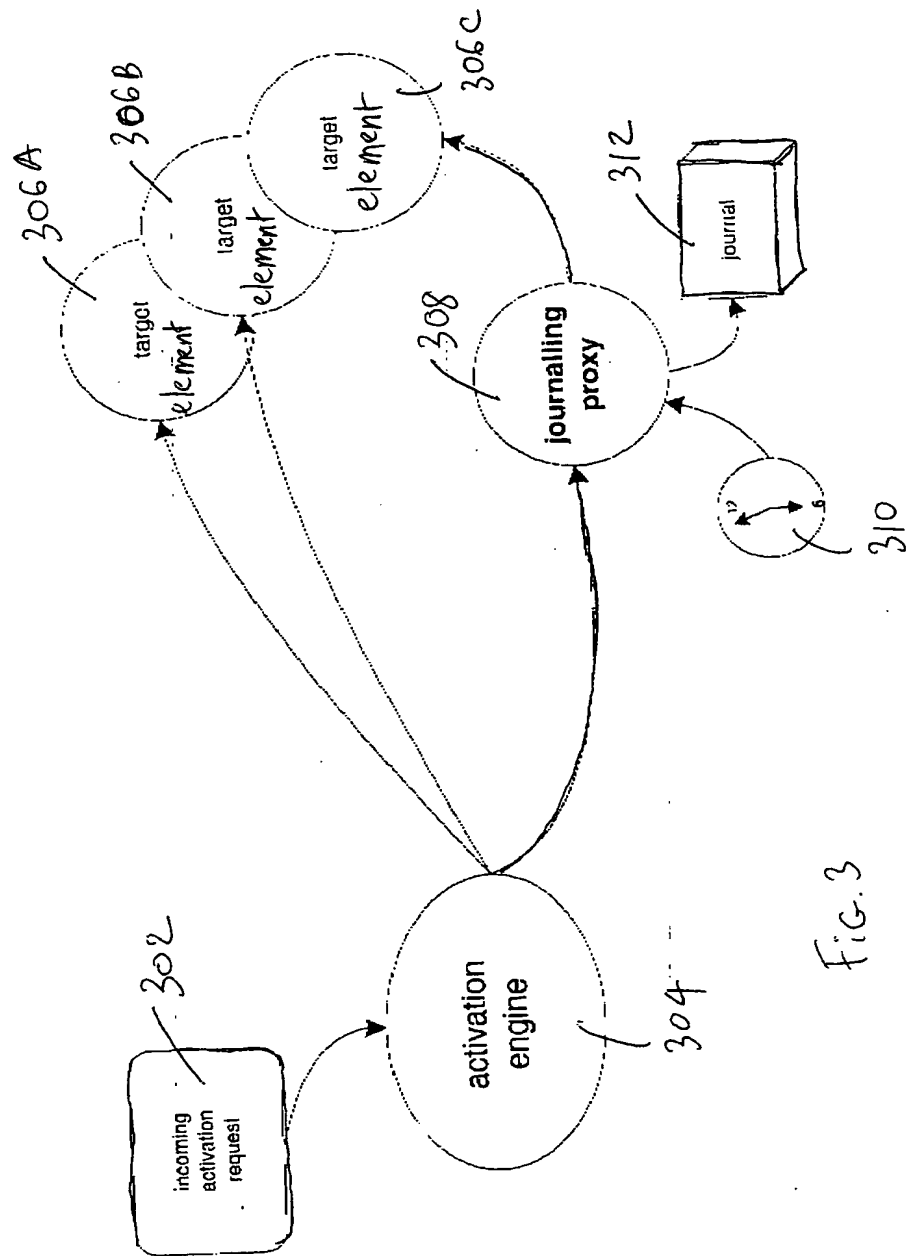 302
incoming
activation
request
activation
engine
304
306A
target
element
306B
target
element
306C
target
element
308
journalling
proxy
12
6
310
312
journal
FiG. 3